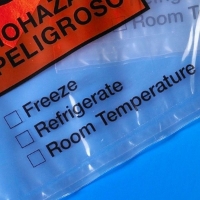 OHAZA
PELIGROSO
Freeze
Refrigerate
Room Temperature